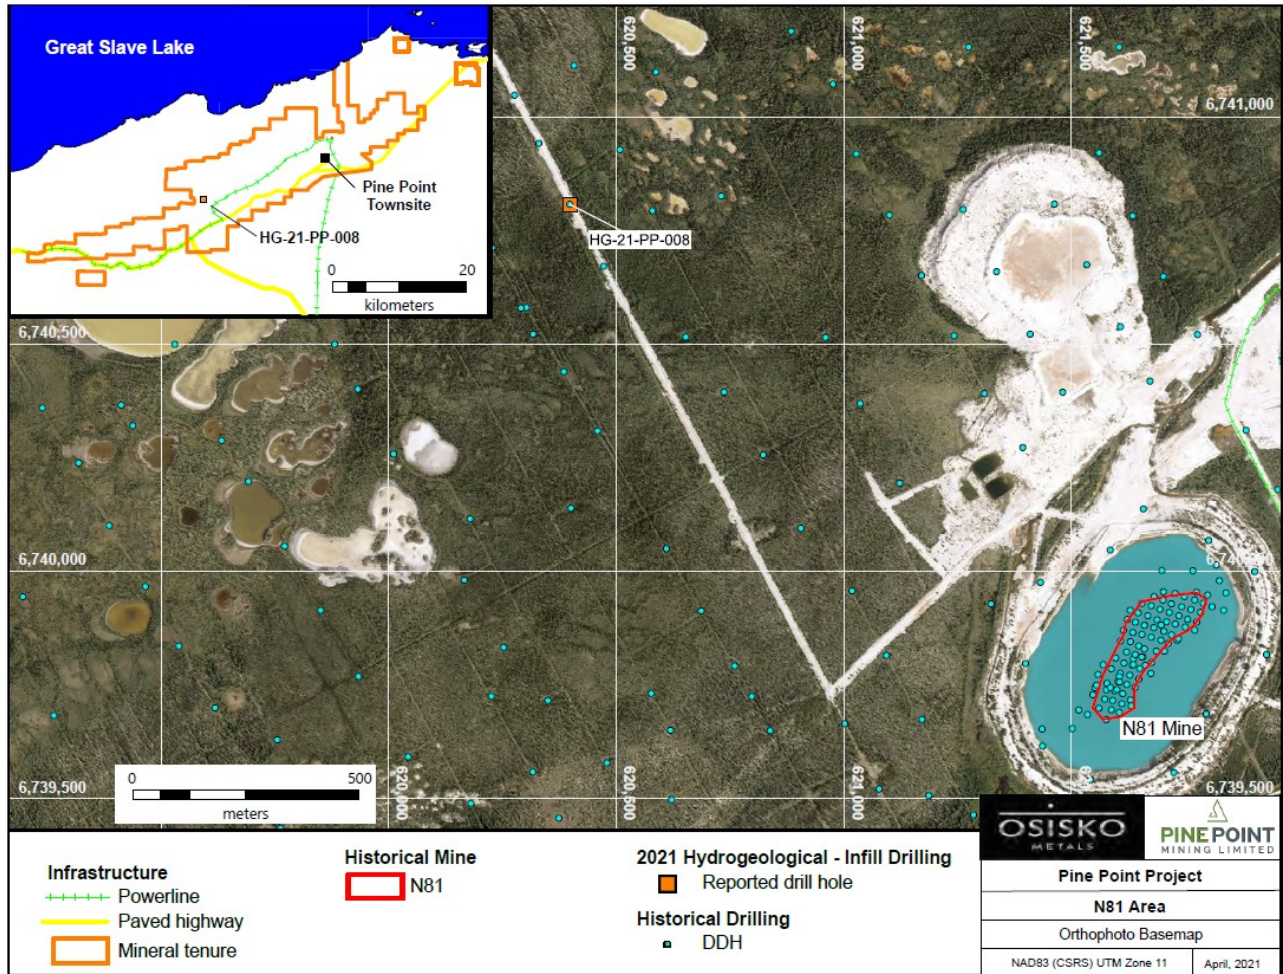 Great Slave Lake
Pine Point
Townsite
HG-21-PP-008
0 20
kilometers
620,500
621,000
621,500
6,741,000
HG-21-PP-008
6,740,500
6,740,000
N81 Mine
0 500
meters
6,739,500
620,000
620,500
621,000
6,739,500
Infrastructure
Powerline
Paved highway
Mineral tenure
Historical Mine
N81
2021 Hydrogeological - Infill Drilling
Reported drill hole
Historical Drilling
DDH
OSISKO
METALS
PINE POINT
MINING LIMITED
Pine Point Project
N81 Area
Orthophoto Basemap
NAD83 (CSRS) UTM Zone 11
April, 2021